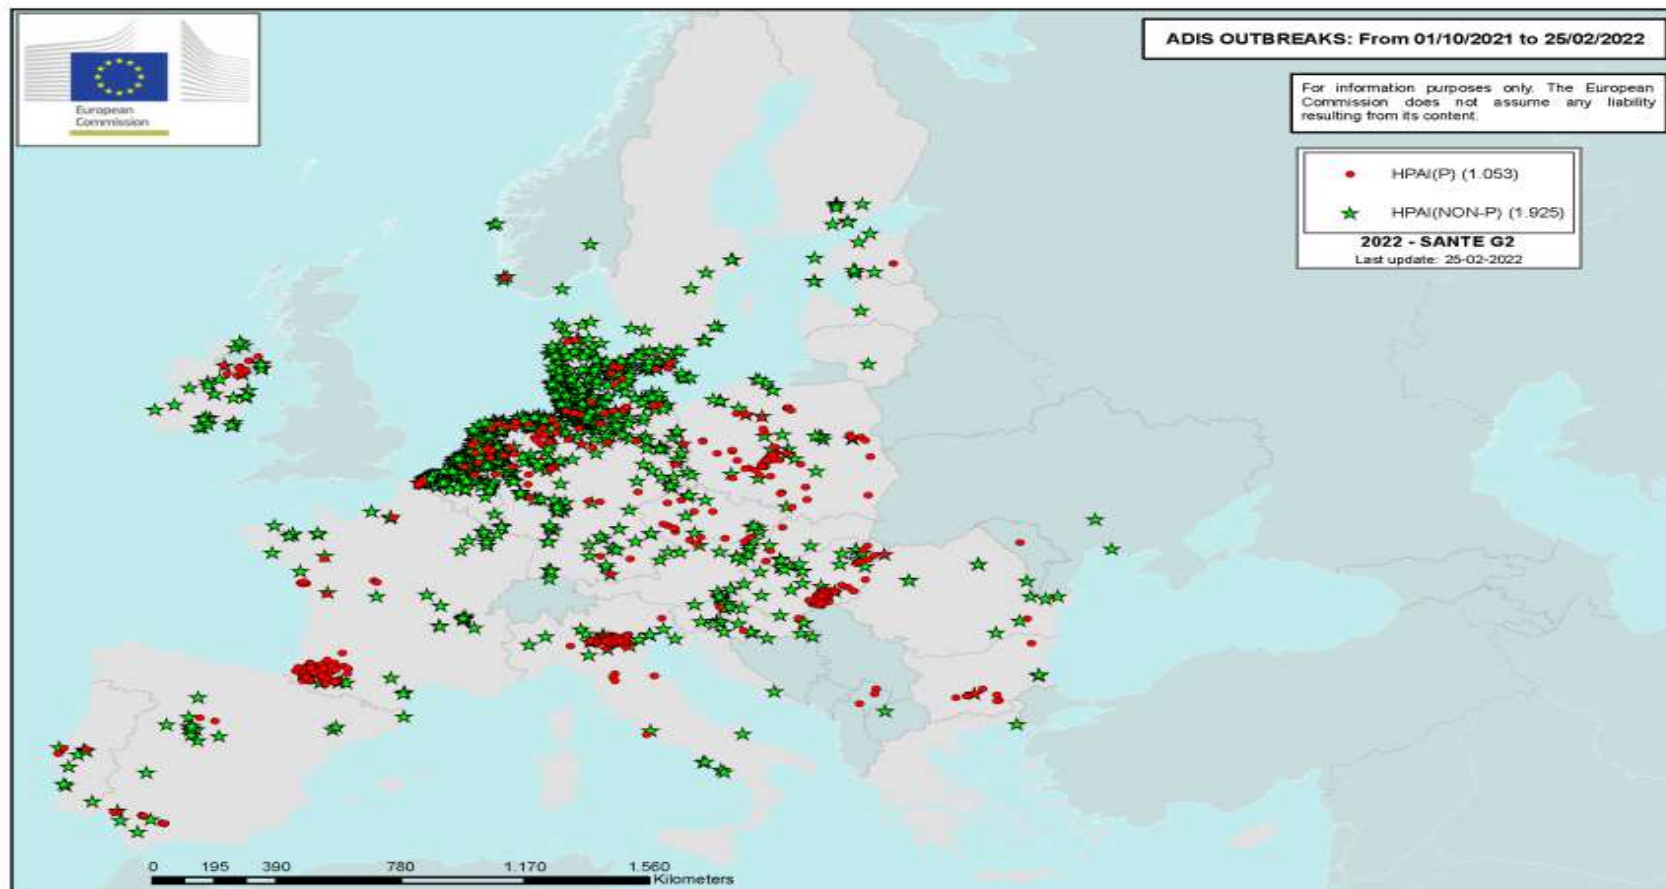 European
Commission
ADIS OUTBREAKS: From 01/10/2021 to 25/02/2022
For information purposes only. The European
Commission does not assume any liability
resulting from its content.
HPAI(P) (1.053)
HPAI(NON-P) (1.925)
2022 - SANTE G2
Last update: 25-02-2022
0 195 390 780 1.170 1.560
Kilometers